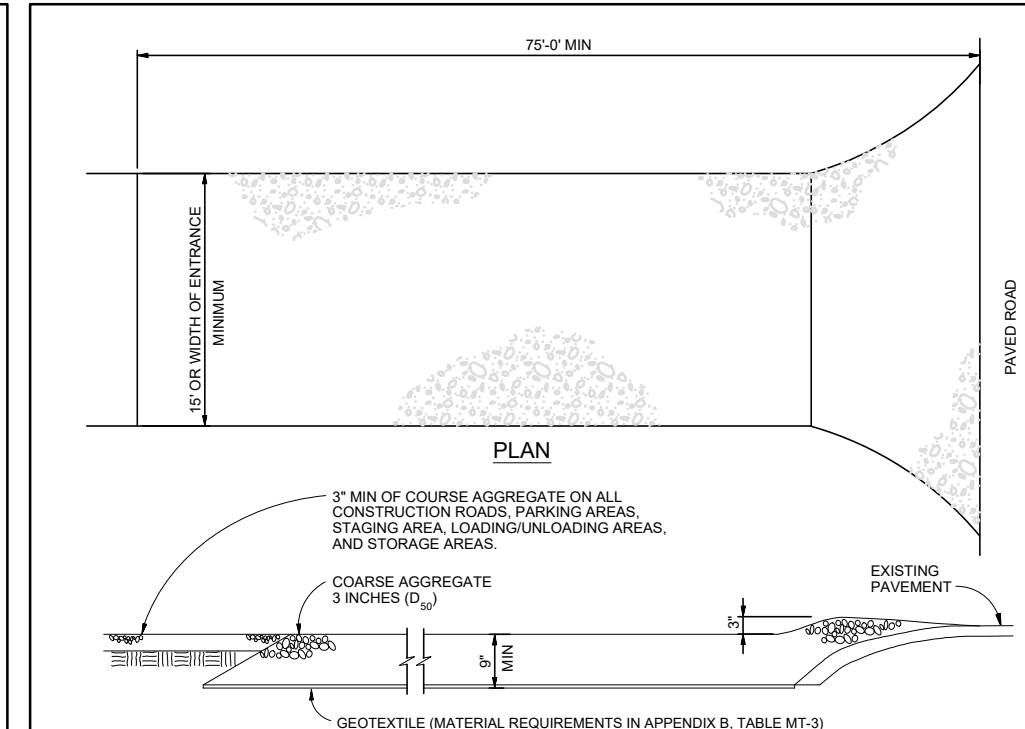 75'-0' MIN
15' OR WIDTH OF ENTRANCE
MINIMUM
PAVED ROAD
PLAN
3" MIN OF COURSE AGGREGATE ON ALL
CONSTRUCTION ROADS, PARKING AREAS,
STAGING AREA, LOADING/UNLOADING AREAS,
AND STORAGE AREAS.
COARSE AGGREGATE
3 INCHES (D50)
EXISTING
PAVEMENT
3"
9"
MIN
GEOTEXTILE (MATERIAL REQUIREMENTS IN APPENDIX B, TABLE MT-3)